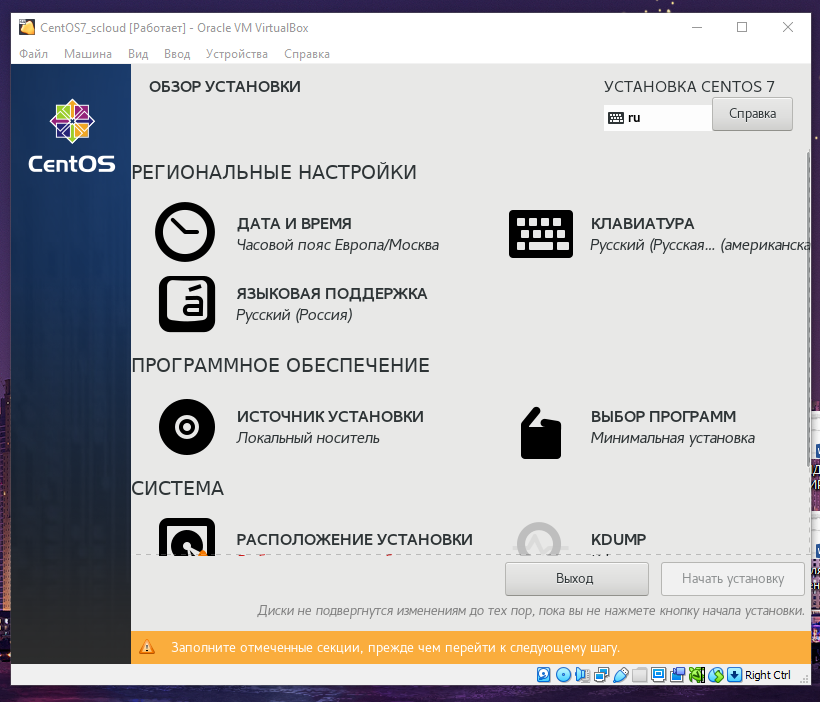 CentOS7_scloud [Работает] - Oracle VM VirtualBox
Файл Машина Вид Ввод Устройства Справка
ОБЗОР УСТАНОВКИ
УСТАНОВКА CENTOS 7
CentOS
ru
Справка
РЕГИОНАЛЬНЫЕ НАСТРОЙКИ
ДАТА И ВРЕМЯ
Часовой пояс Европа/Москва
КЛАВИАТУРА
Русский (Русская... (американска
ЯЗЫКОВАЯ ПОДДЕРЖКА
Русский (Россия)
ПРОГРАММНОЕ ОБЕСПЕЧЕНИЕ
ИСТОЧНИК УСТАНОВКИ
Локальный носитель
ВЫБОР ПРОГРАММ
Минимальная установка
СИСТЕМА
РАСПОЛОЖЕНИЕ УСТАНОВКИ
KDUMP
Выход
Начать установку
Диски не подвергнутся изменениям до тех пор, пока вы не нажмете кнопку начала установки.
Заполните отмеченные секции, прежде чем перейти к следующему шагу.
Right Ctrl